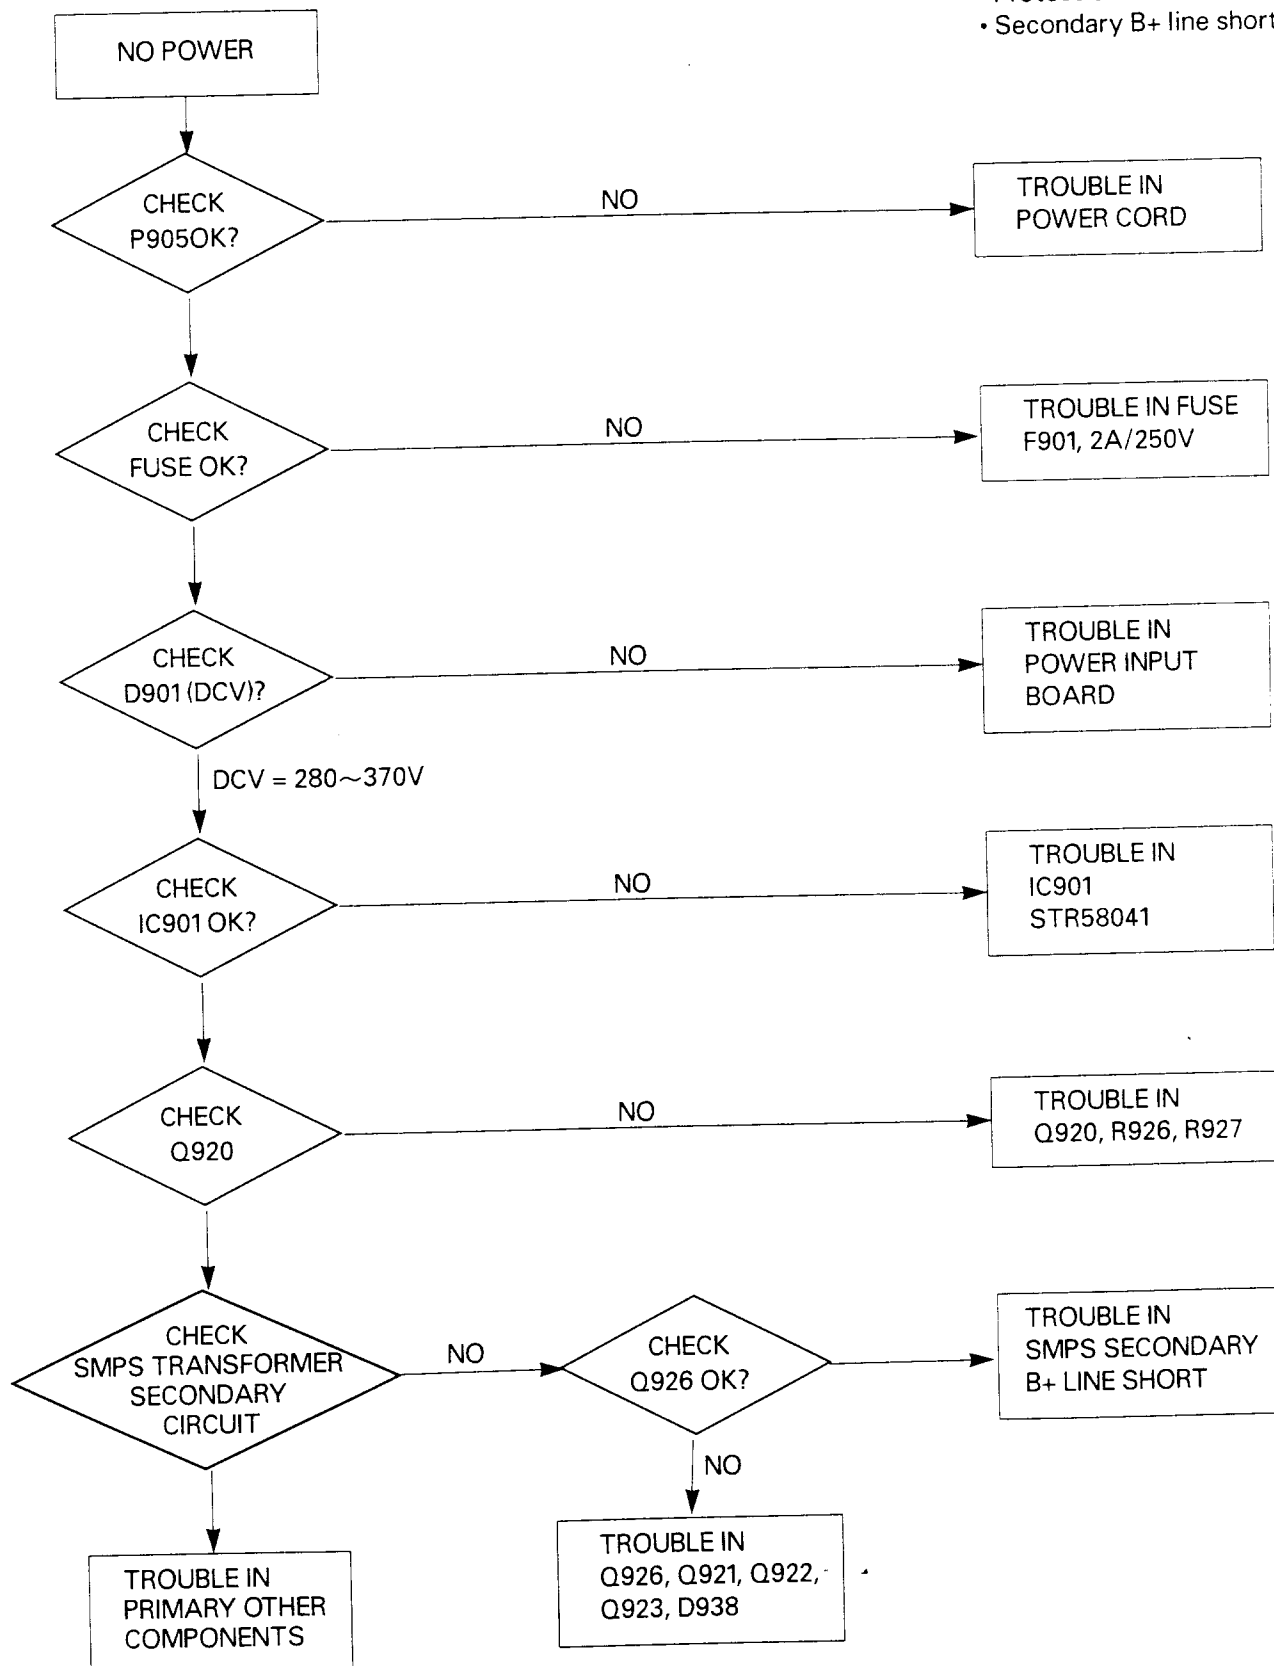 • Secondary B+ line short
NO POWER
CHECK
P905OK?
NO
TROUBLE IN
POWER CORD
CHECK
FUSE OK?
NO
TROUBLE IN FUSE
F901, 2A/250V
CHECK
D901 (DCV)?
NO
TROUBLE IN
POWER INPUT
BOARD
DCV = 280~370V
CHECK
IC901 OK?
NO
TROUBLE IN
IC901
STR58041
CHECK
Q920
NO
TROUBLE IN
Q920, R926, R927
CHECK
SMPS TRANSFORMER
SECONDARY
CIRCUIT
NO
CHECK
Q926 OK?
TROUBLE IN
SMPS SECONDARY
B+ LINE SHORT
NO
TROUBLE IN
PRIMARY OTHER
COMPONENTS
TROUBLE IN
Q926, Q921, Q922,
Q923, D938